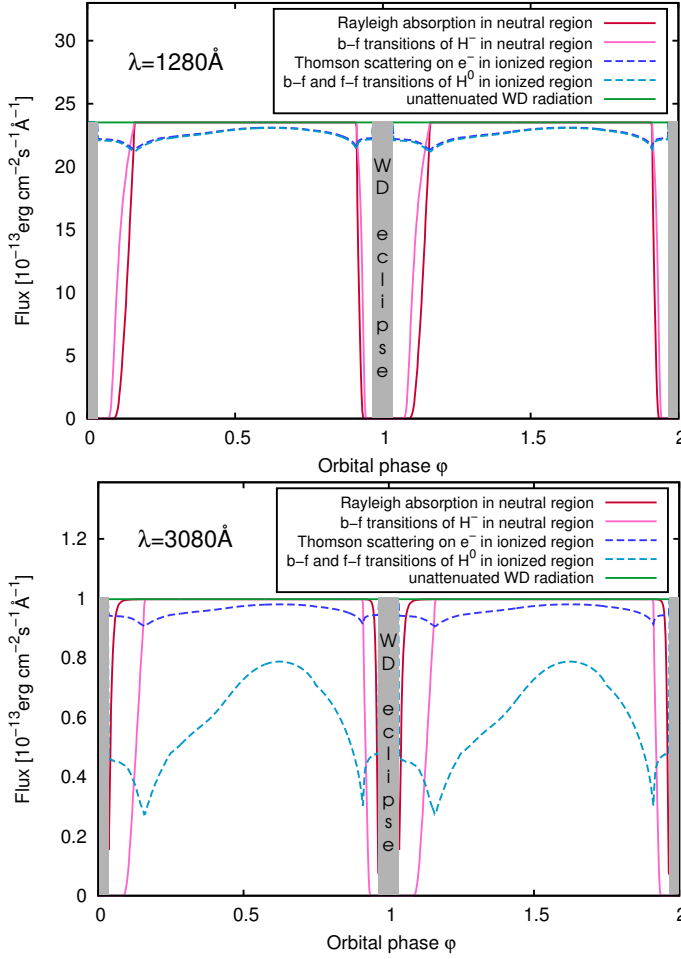 λ=1280Å
Rayleigh absorption in neutral region
b−f transitions of H⁻ in neutral region
Thomson scattering on e⁻ in ionized region
b−f and f−f transitions of H⁰ in ionized region
unattenuated WD radiation
Flux [10⁻¹³erg cm⁻²s⁻¹Å⁻¹]
30
25
20
15
10
5
0
WD eclipse
0 0.5 1 1.5 2
Orbital phase φ
λ=3080Å
Rayleigh absorption in neutral region
b−f transitions of H⁻ in neutral region
Thomson scattering on e⁻ in ionized region
b−f and f−f transitions of H⁰ in ionized region
unattenuated WD radiation
Flux [10⁻¹³erg cm⁻²s⁻¹Å⁻¹]
1.2
1
0.8
0.6
0.4
0.2
0
WD eclipse
0 0.5 1 1.5 2
Orbital phase φ